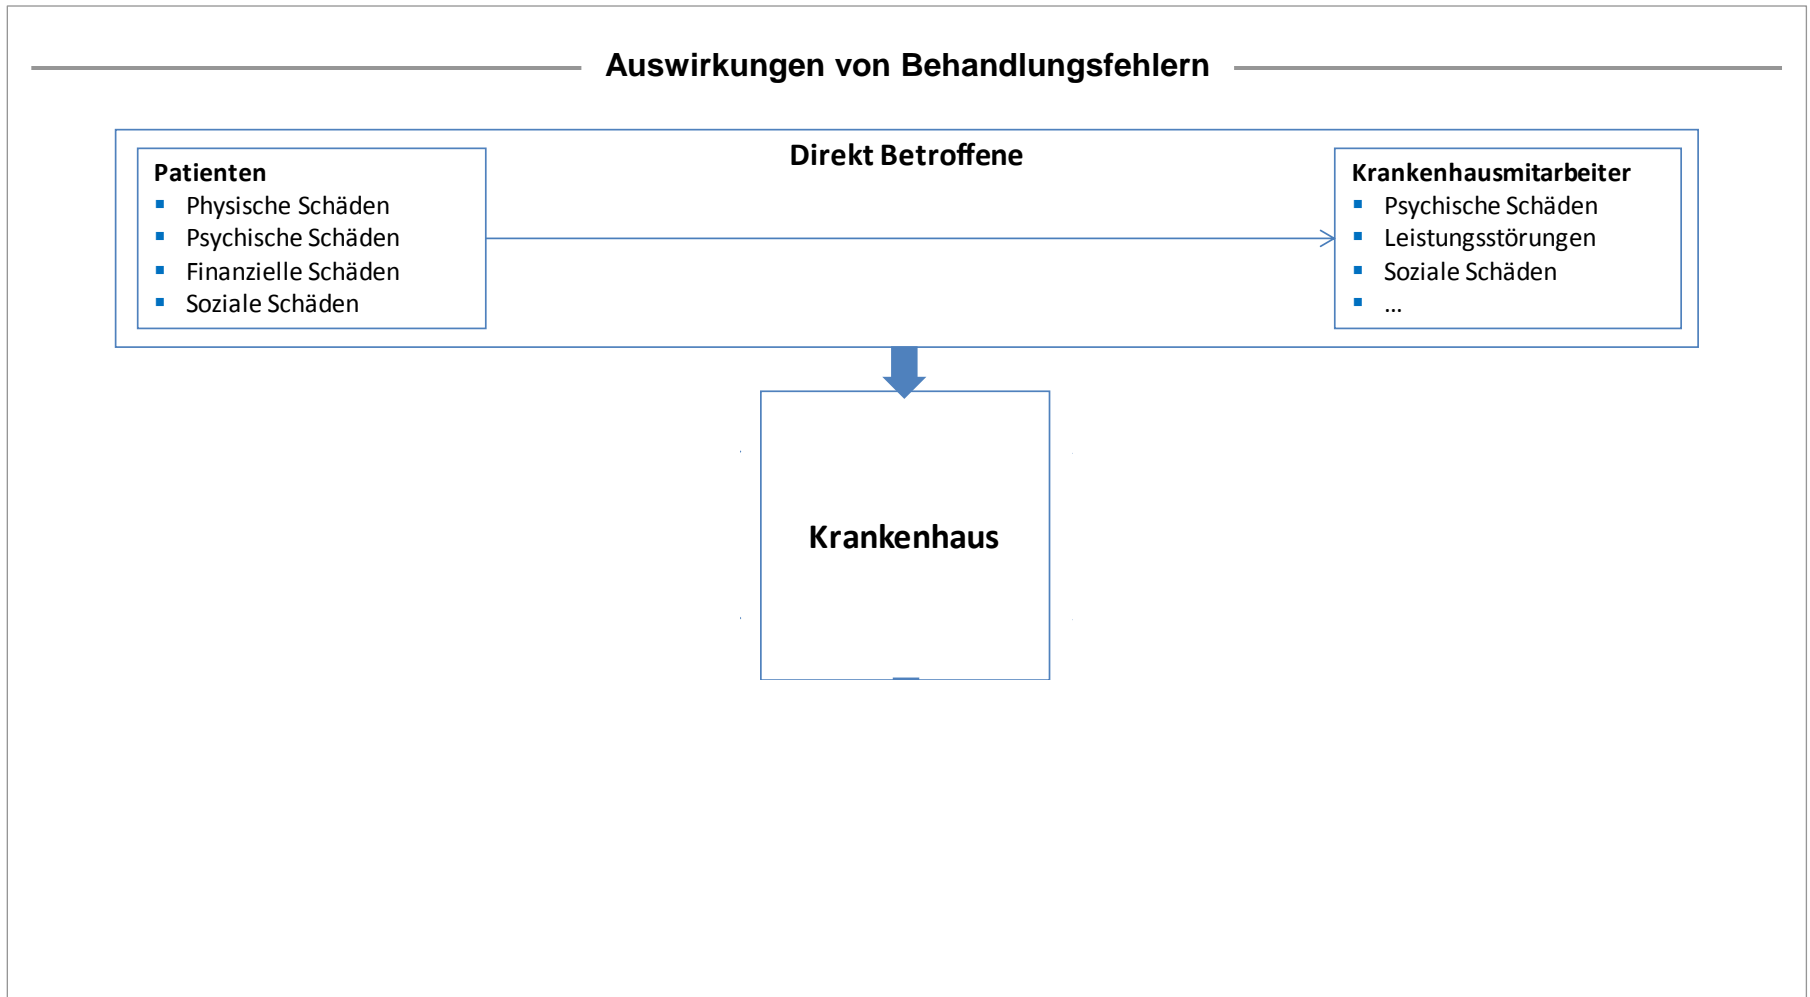 Auswirkungen von Behandlungsfehlern
Direkt Betroffene
Patienten
Physische Schäden
Psychische Schäden
Finanzielle Schäden
Soziale Schäden
Krankenhausmitarbeiter
Psychische Schäden
Leistungsstörungen
Soziale Schäden
...
Krankenhaus